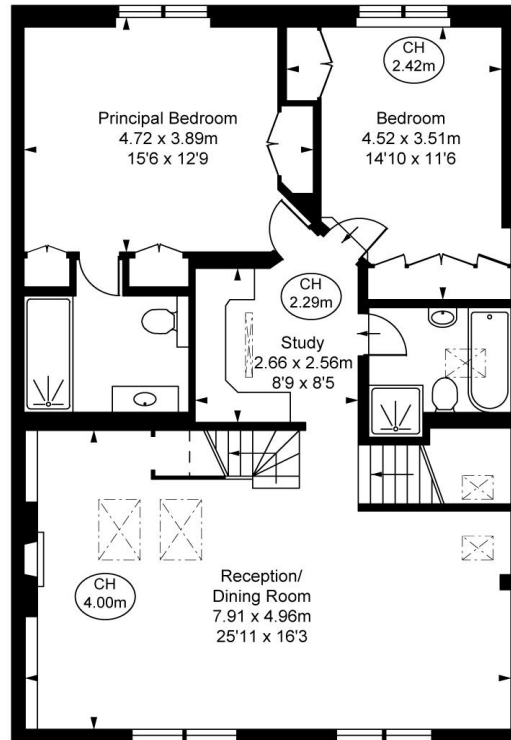 Principal Bedroom
4.72 x 3.89m
15'6 x 12'9
CH
2.42m
Bedroom
4.52 x 3.51m
14'10 x 11'6
CH
2.29m
Study
2.66 x 2.56m
8'9 x 8'5
CH
4.00m
Reception/
Dining Room
7.91 x 4.96m
25'11 x 16'3